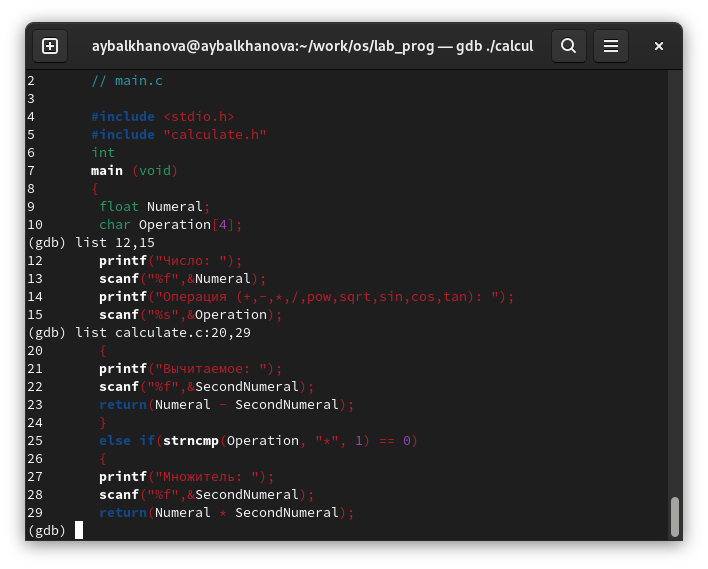 aybalkhanova@aybalkhanova:~/work/os/lab_prog — gdb ./calcul
2 // main.c
3
4 #include <stdio.h>
5 #include "calculate.h"
6 int
7 main (void)
8 {
9 float Numeral;
10 char Operation[4];
(gdb) list 12,15
12 printf("Число: ");
13 scanf("%f",&Numeral);
14 printf("Операция (+,-,*,/,pow,sqrt,sin,cos,tan): ");
15 scanf("%s",&Operation);
(gdb) list calculate.c:20,29
20 {
21 printf("Вычитаемое: ");
22 scanf("%f",&SecondNumeral);
23 return(Numeral - SecondNumeral);
24 }
25 else if(strncmp(Operation, "*", 1) == 0)
26 {
27 printf("Множитель: ");
28 scanf("%f",&SecondNumeral);
29 return(Numeral * SecondNumeral);
(gdb)